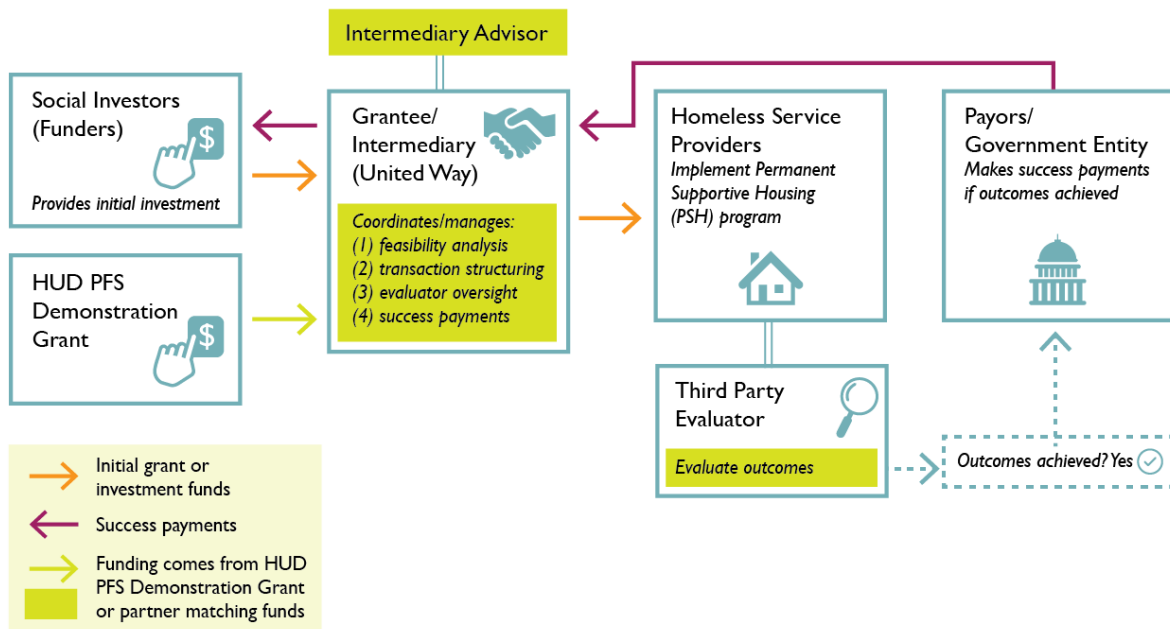 Intermediary Advisor
Social Investors
(Funders)
$
Provides initial investment
HUD PFS
Demonstration
Grant
$
Grantee/
Intermediary
(United Way)
Coordinates/manages:
(1) feasibility analysis
(2) transaction structuring
(3) evaluator oversight
(4) success payments
Homeless Service
Providers
Implement Permanent
Supportive Housing
(PSH) program
Payors/
Government Entity
Makes success payments
if outcomes achieved
Third Party
Evaluator
Evaluate outcomes
Outcomes achieved? Yes
Initial grant or
investment funds
Success payments
Funding comes from HUD
PFS Demonstration Grant
or partner matching funds